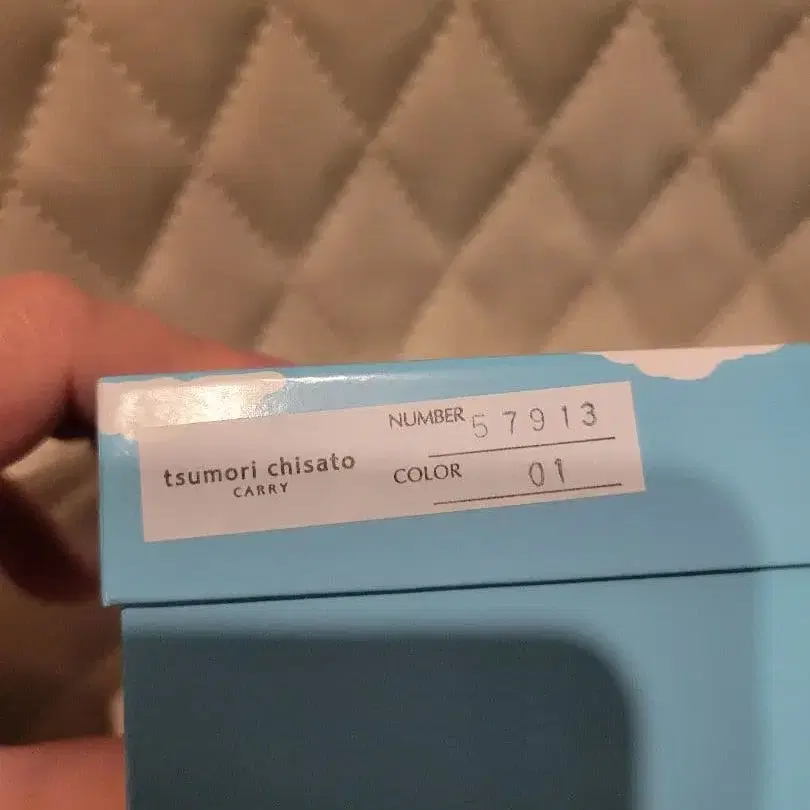 tsumori chisato
CARRY
NUMBER 57913
COLOR 01